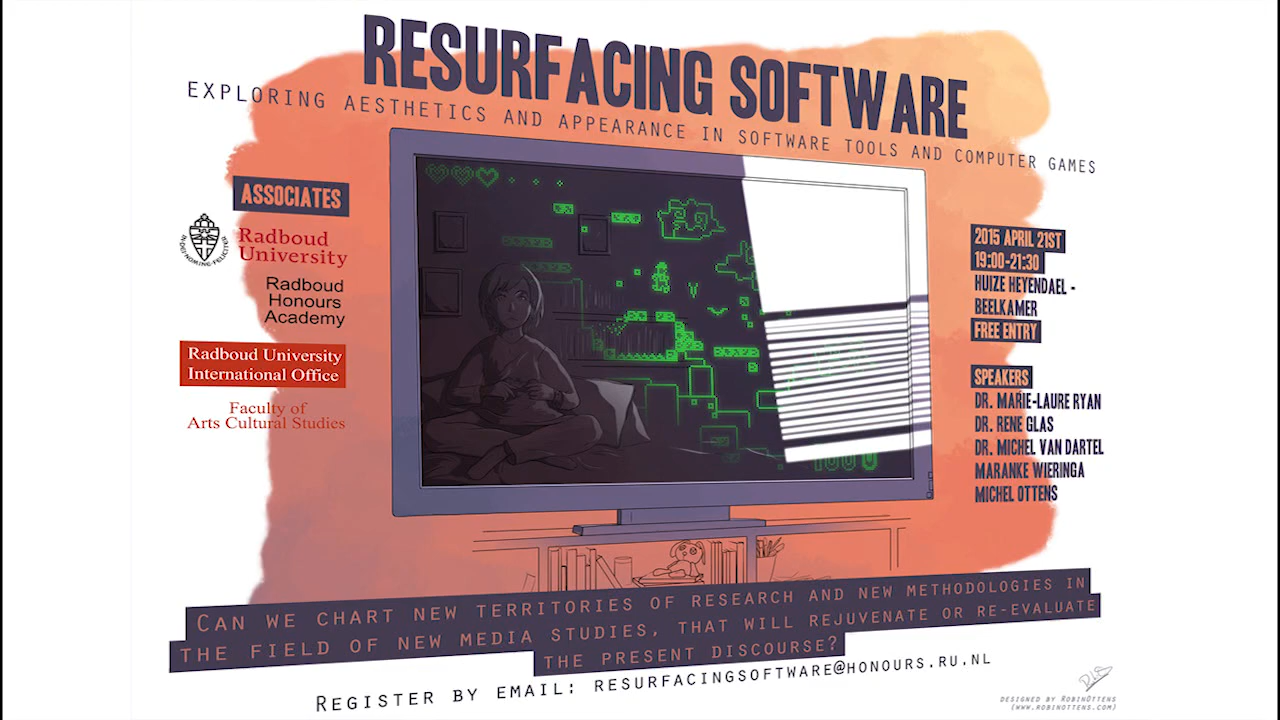 RESURFACING SOFTWARE
EXPLORING AESTHETICS AND APPEARANCE IN SOFTWARE TOOLS AND COMPUTER GAMES
ASSOCIATES
Radboud
University
Radboud
Honours
Academy
Radboud University
International Office
Faculty of
Arts Cultural Studies
2015 APRIL 21ST
19:00-21:30
HUIZE HEYENDAEL -
BEELKAMER
FREE ENTRY
SPEAKERS
DR. MARIE-LAURE RYAN
DR. RENE GLAS
DR. MICHEL VAN DARTEL
MARANKE WIERINGA
MICHEL OTTENS
CAN WE CHART NEW TERRITORIES OF RESEARCH AND NEW METHODOLOGIES IN
THE FIELD OF NEW MEDIA STUDIES, THAT WILL REJUVENATE OR RE-EVALUATE
THE PRESENT DISCOURSE?
REGISTER BY EMAIL: RESURFACINGSOFTWARE@HONOURS.RU.NL
DESIGNED BY ROBINOTTENS
(WWW.ROBINOTTENS.COM)